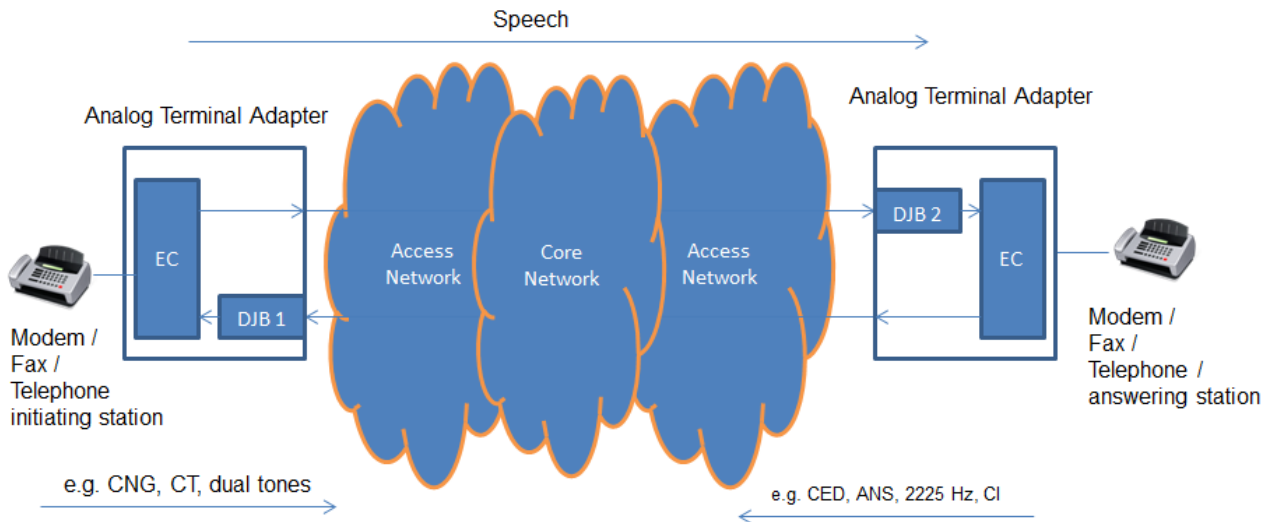 Speech
Analog Terminal Adapter
Analog Terminal Adapter
EC
DJB 1
Access
Network
Core
Network
Access
Network
DJB 2
EC
Modem /
Fax /
Telephone
initiating station
Modem /
Fax /
Telephone /
answering station
e.g. CNG, CT, dual tones
e.g. CED, ANS, 2225 Hz, CI